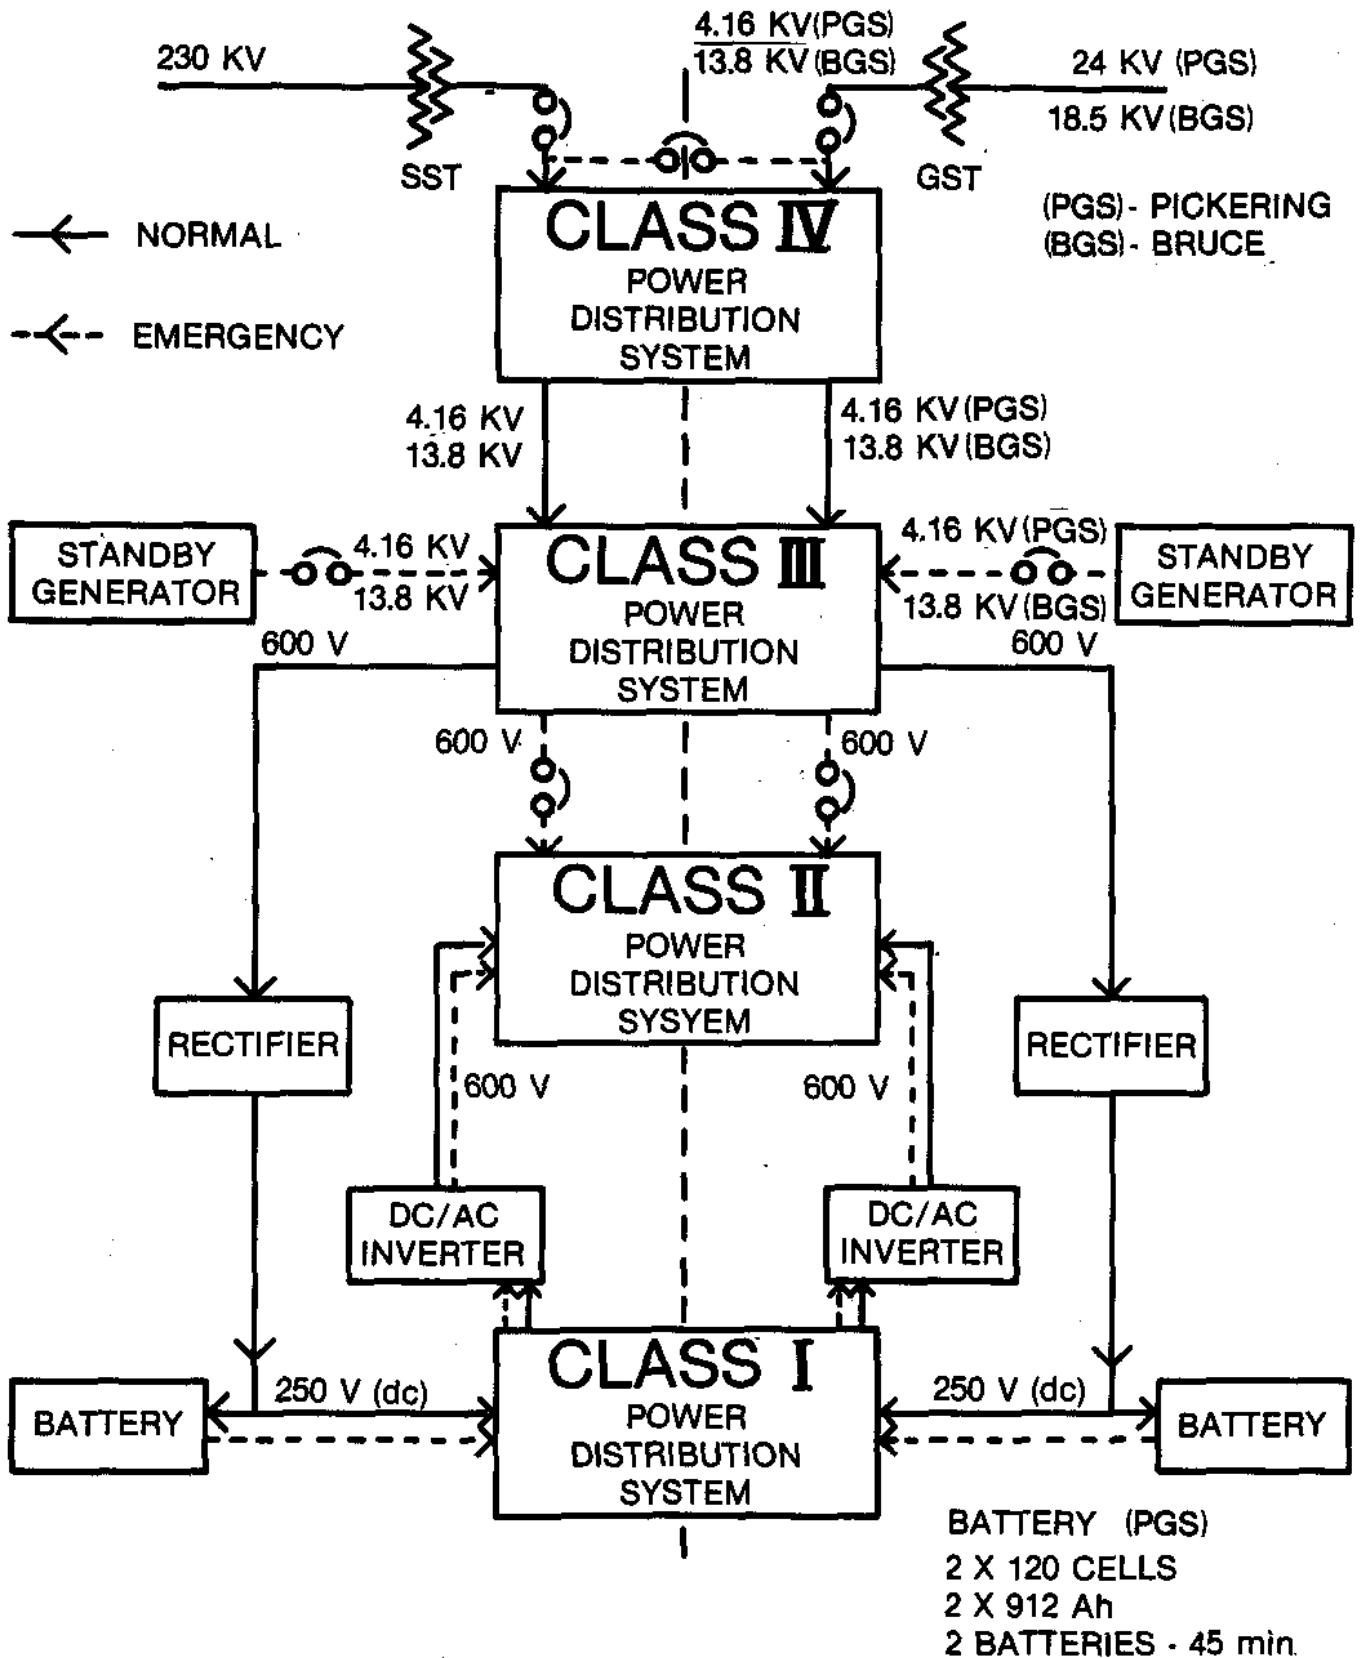 230 KV
SST
4.16 KV (PGS)
13.8 KV (BGS)
GST
24 KV (PGS)
18.5 KV (BGS)
(PGS) - PICKERING
(BGS) - BRUCE
NORMAL
EMERGENCY
CLASS IV
POWER
DISTRIBUTION
SYSTEM
4.16 KV
13.8 KV
4.16 KV (PGS)
13.8 KV (BGS)
STANDBY
GENERATOR
4.16 KV
13.8 KV
CLASS III
POWER
DISTRIBUTION
SYSTEM
4.16 KV (PGS)
13.8 KV (BGS)
STANDBY
GENERATOR
600 V
600 V
600 V
600 V
CLASS II
POWER
DISTRIBUTION
SYSYEM
RECTIFIER
RECTIFIER
600 V
600 V
DC/AC
INVERTER
DC/AC
INVERTER
CLASS I
POWER
DISTRIBUTION
SYSTEM
BATTERY
250 V (dc)
250 V (dc)
BATTERY
BATTERY (PGS)
2 X 120 CELLS
2 X 912 Ah
2 BATTERIES - 45 min.